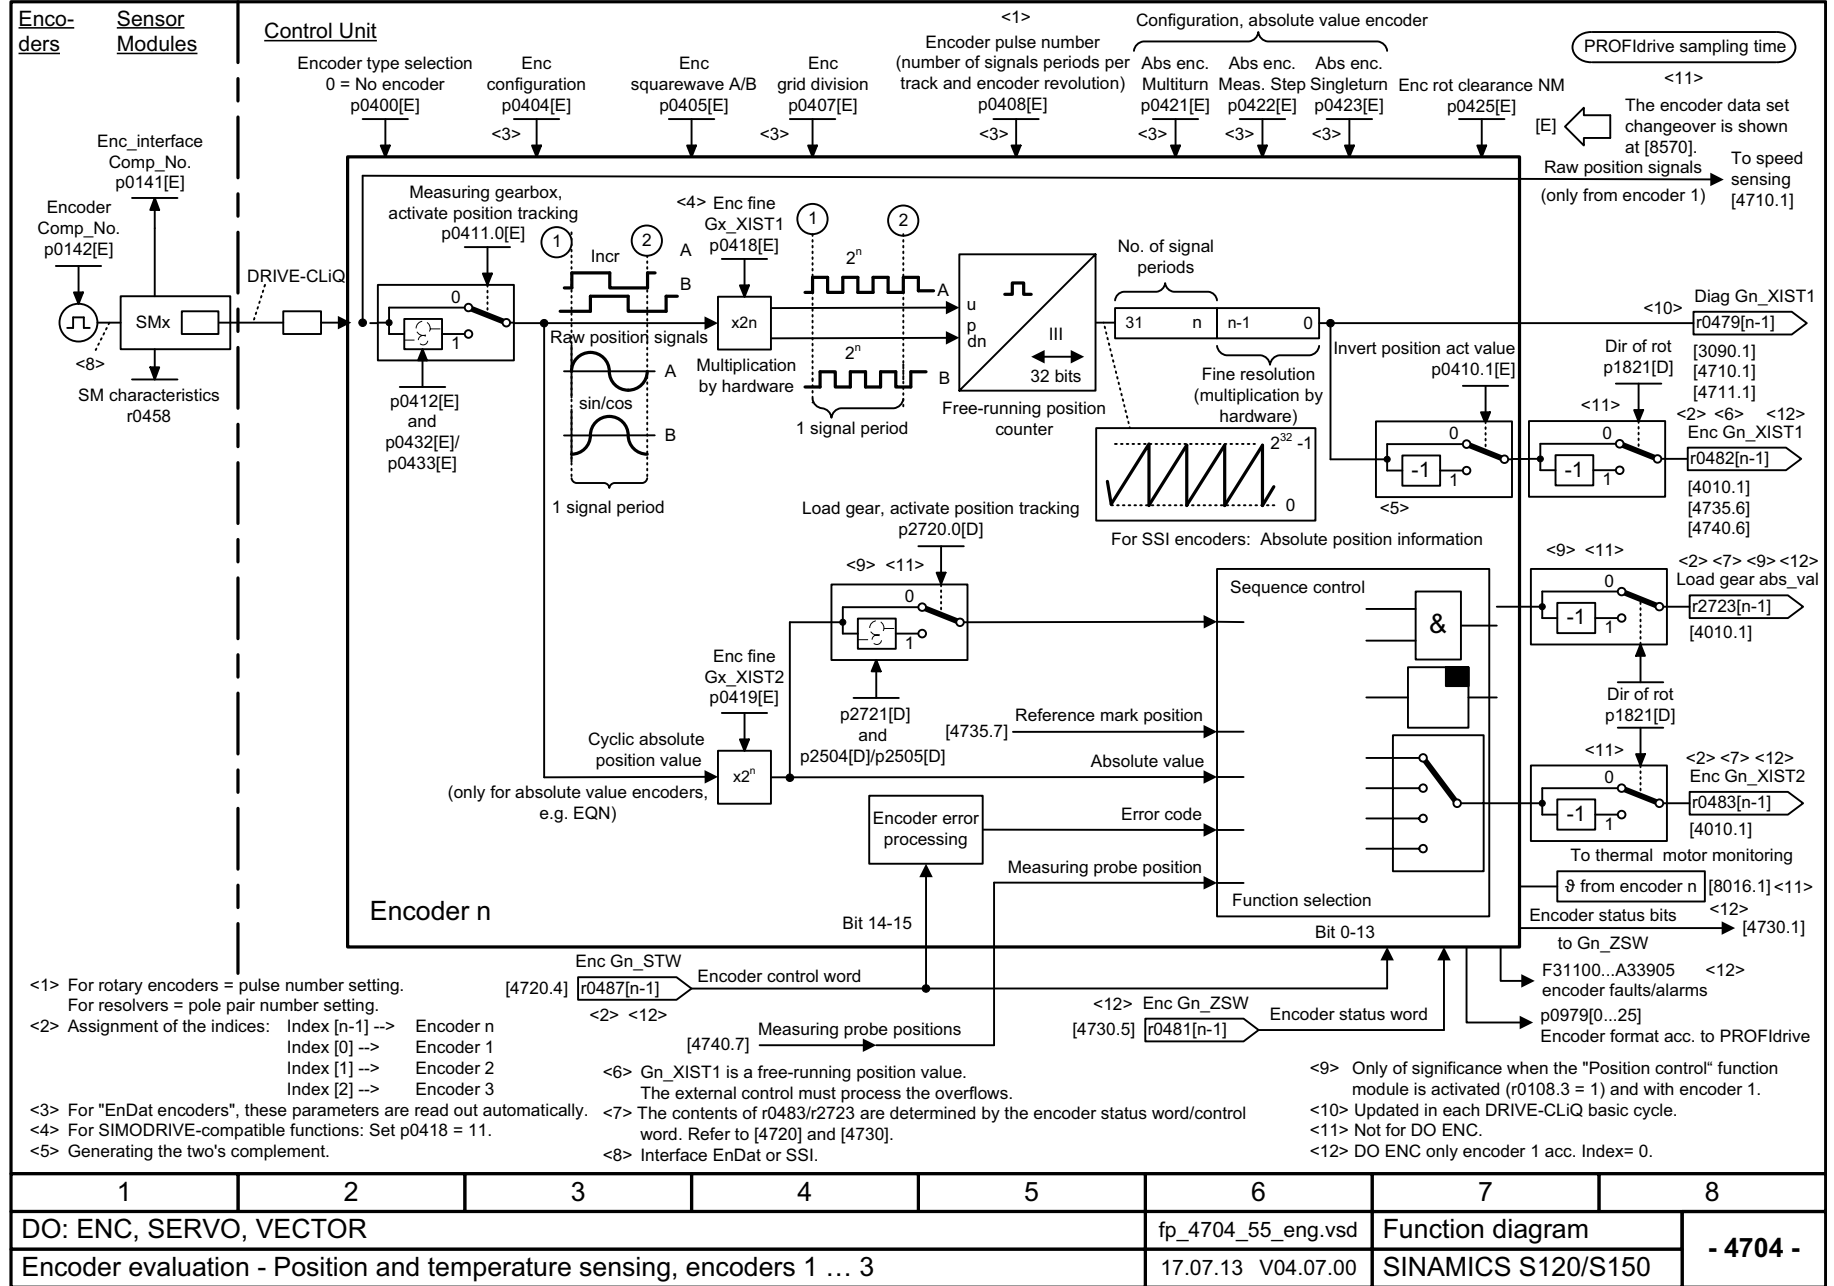 Enco-
ders
Sensor
Modules
Control Unit
Encoder type selection
0 = No encoder
p0400[E]
Enc
configuration
p0404[E]
<3>
Enc
squarewave A/B
p0405[E]
Enc
grid division
p0407[E]
<3>
<1>
Encoder pulse number
(number of signals periods per
track and encoder revolution)
p0408[E]
<3>
Configuration, absolute value encoder
Abs enc.
Multiturn
p0421[E]
<3>
Abs enc.
Meas. Step
p0422[E]
<3>
Abs enc.
Singleturn
p0423[E]
<3>
Enc rot clearance NM
p0425[E]
PROFIdrive sampling time
<11>
[E]
The encoder data set
changeover is shown
at [8570].
Raw position signals
(only from encoder 1)
To speed
sensing
[4710.1]
Enc_interface
Comp_No.
p0141[E]
Encoder
Comp_No.
p0142[E]
DRIVE-CLiQ
SMx
<8>
SM characteristics
r0458
Measuring gearbox,
activate position tracking
p0411.0[E]
0
1
p0412[E]
and
p0432[E]/
p0433[E]
1
2
Incr
A
B
Raw position signals
A
sin/cos
B
1 signal period
<4> Enc fine
Gx_XIST1
p0418[E]
x2n
Multiplication
by hardware
1
2
2n
A
2n
B
1 signal period
u
p
dn
III
32 bits
Free-running position
counter
No. of signal
periods
31
n
n-1
0
Fine resolution
(multiplication by
hardware)
232 -1
0
For SSI encoders: Absolute position information
<10>
Diag Gn_XIST1
r0479[n-1]
[3090.1]
[4710.1]
[4711.1]
Invert position act value
p0410.1[E]
0
-1
1
<5>
Dir of rot
p1821[D]
<11>
0
-1
1
<2> <6> <12>
Enc Gn_XIST1
r0482[n-1]
[4010.1]
[4735.6]
[4740.6]
Load gear, activate position tracking
p2720.0[D]
<9> <11>
0
1
p2721[D]
and
p2504[D]/p2505[D]
Enc fine
Gx_XIST2
p0419[E]
x2n
Cyclic absolute
position value
(only for absolute value encoders,
e.g. EQN)
[4735.7]
Reference mark position
Absolute value
Error code
Measuring probe position
Encoder error
processing
Sequence control
&
Function selection
<9> <11>
0
-1
1
<2> <7> <9> <12>
Load gear abs_val
r2723[n-1]
[4010.1]
Dir of rot
p1821[D]
<11>
0
-1
1
<2> <7> <12>
Enc Gn_XIST2
r0483[n-1]
[4010.1]
To thermal motor monitoring
ϑ from encoder n
[8016.1] <11>
Encoder status bits
<12>
[4730.1]
to Gn_ZSW
F31100...A33905 <12>
encoder faults/alarms
p0979[0...25]
Encoder format acc. to PROFIdrive
Encoder n
Bit 14-15
Bit 0-13
Enc Gn_STW
[4720.4]
r0487[n-1]
Encoder control word
<2> <12>
[4740.7]
Measuring probe positions
<12> Enc Gn_ZSW
[4730.5]
r0481[n-1]
Encoder status word
<1> For rotary encoders = pulse number setting.
For resolvers = pole pair number setting.
<2> Assignment of the indices: Index [n-1] --> Encoder n
Index [0] --> Encoder 1
Index [1] --> Encoder 2
Index [2] --> Encoder 3
<3> For "EnDat encoders", these parameters are read out automatically.
<4> For SIMODRIVE-compatible functions: Set p0418 = 11.
<5> Generating the two's complement.
<6> Gn_XIST1 is a free-running position value.
The external control must process the overflows.
<7> The contents of r0483/r2723 are determined by the encoder status word/control
word. Refer to [4720] and [4730].
<8> Interface EnDat or SSI.
<9> Only of significance when the "Position control“ function
module is activated (r0108.3 = 1) and with encoder 1.
<10> Updated in each DRIVE-CLiQ basic cycle.
<11> Not for DO ENC.
<12> DO ENC only encoder 1 acc. Index= 0.
1
2
3
4
5
6
7
8
DO: ENC, SERVO, VECTOR
fp_4704_55_eng.vsd
Function diagram
- 4704 -
Encoder evaluation - Position and temperature sensing, encoders 1 … 3
17.07.13 V04.07.00
SINAMICS S120/S150